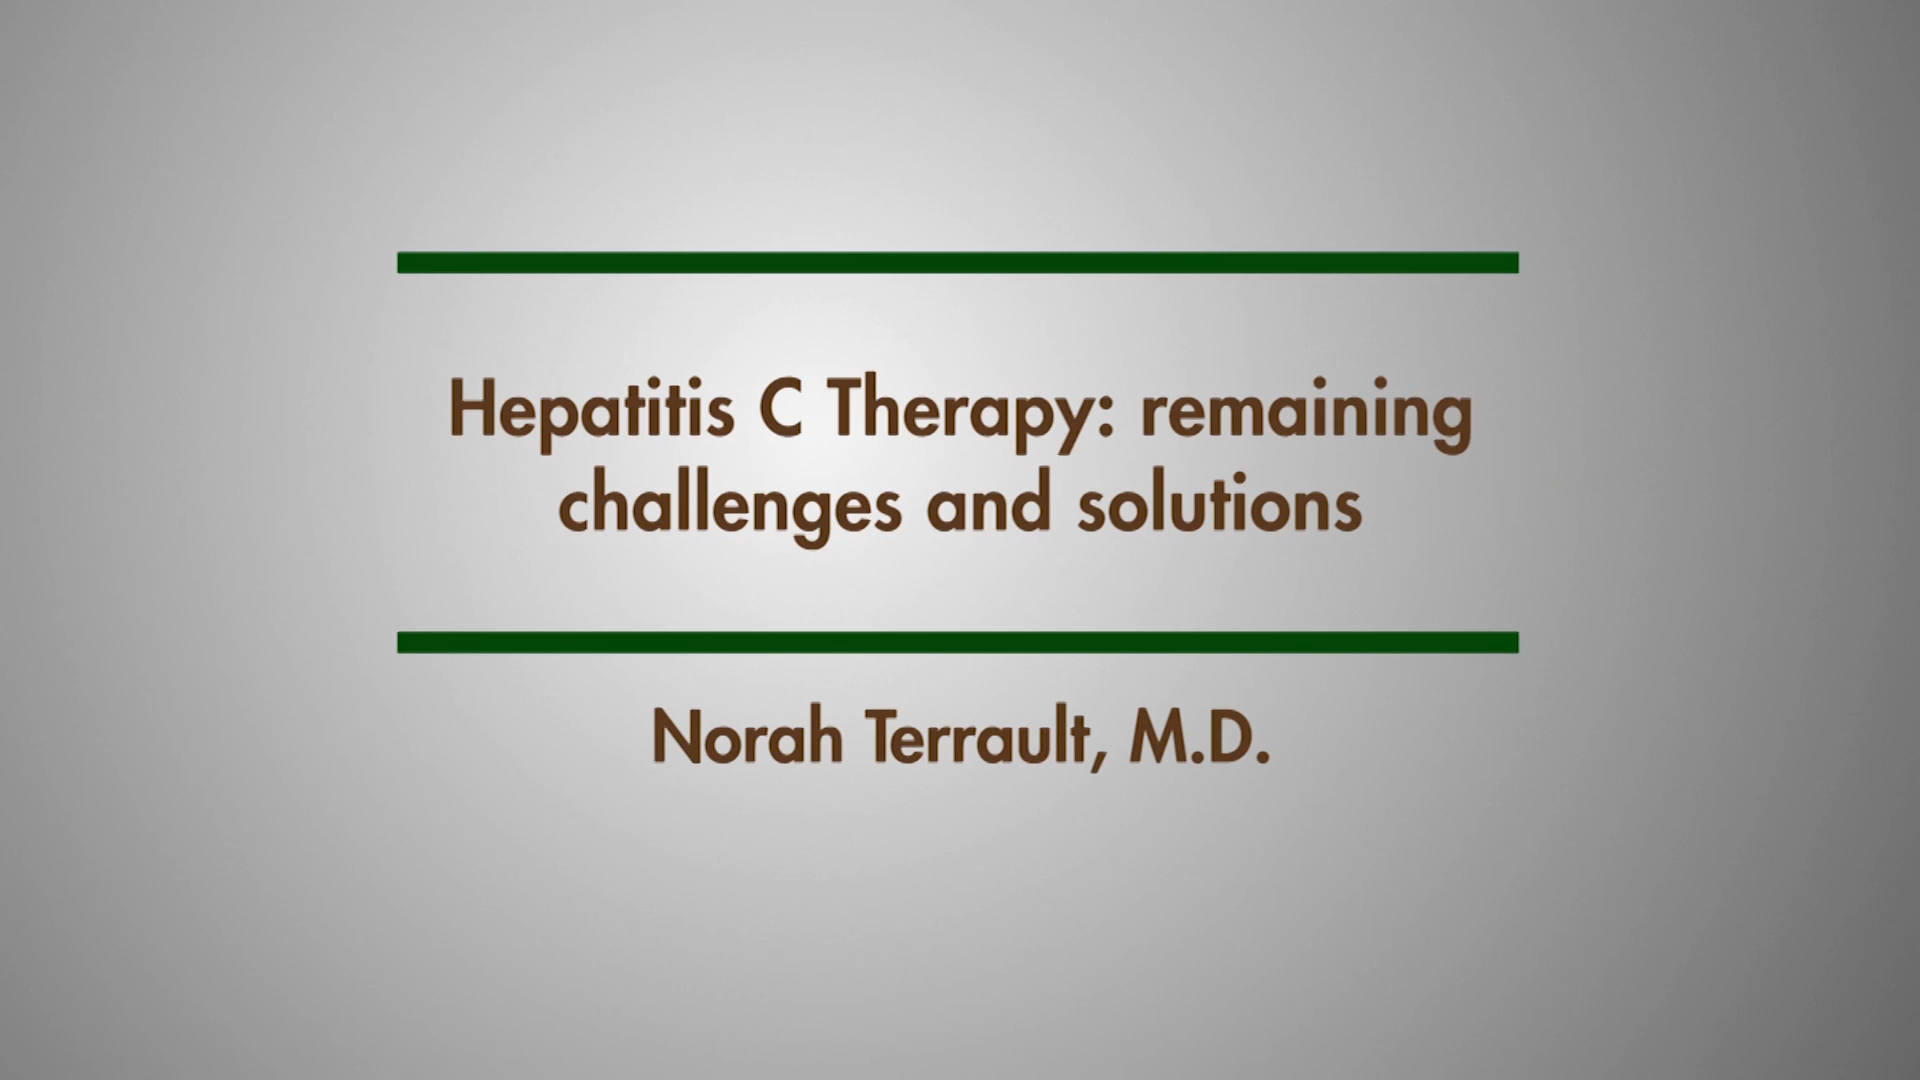 Hepatitis C Therapy: remaining
challenges and solutions
Norah Terrault, M.D.